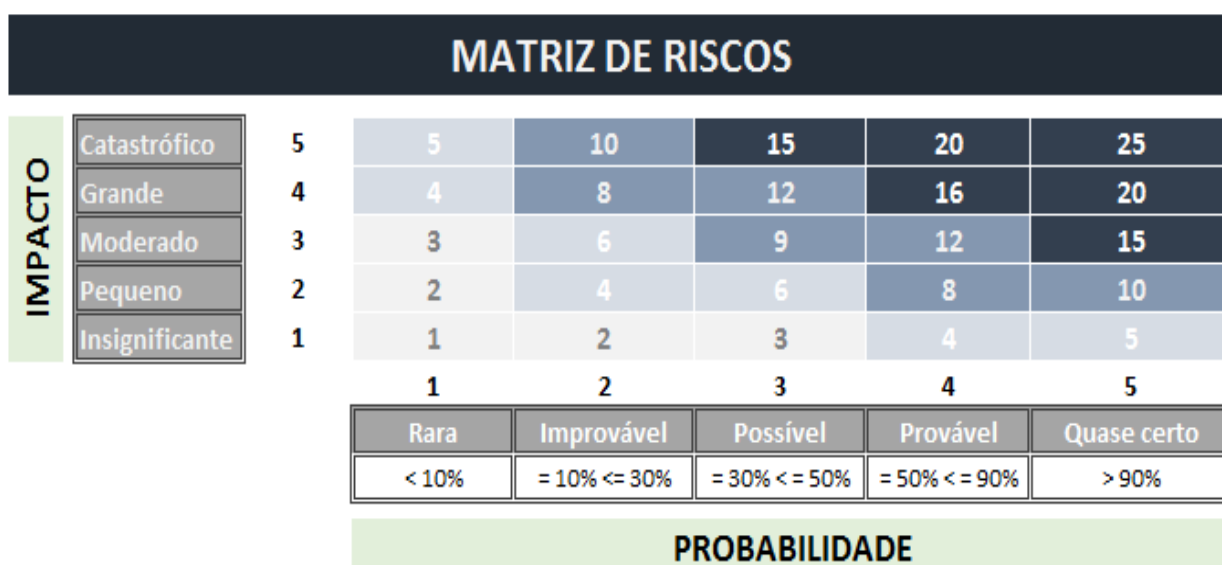 MATRIZ DE RISCOS
IMPACTO
Catastrófico 5 5 10 15 20 25
Grande 4 4 8 12 16 20
Moderado 3 3 6 9 12 15
Pequeno 2 2 4 6 8 10
Insignificante 1 1 2 3 4 5
1 2 3 4 5
Rara Improvável Possível Provável Quase certo
< 10% = 10% <= 30% = 30% < = 50% = 50% < = 90% > 90%
PROBABILIDADE